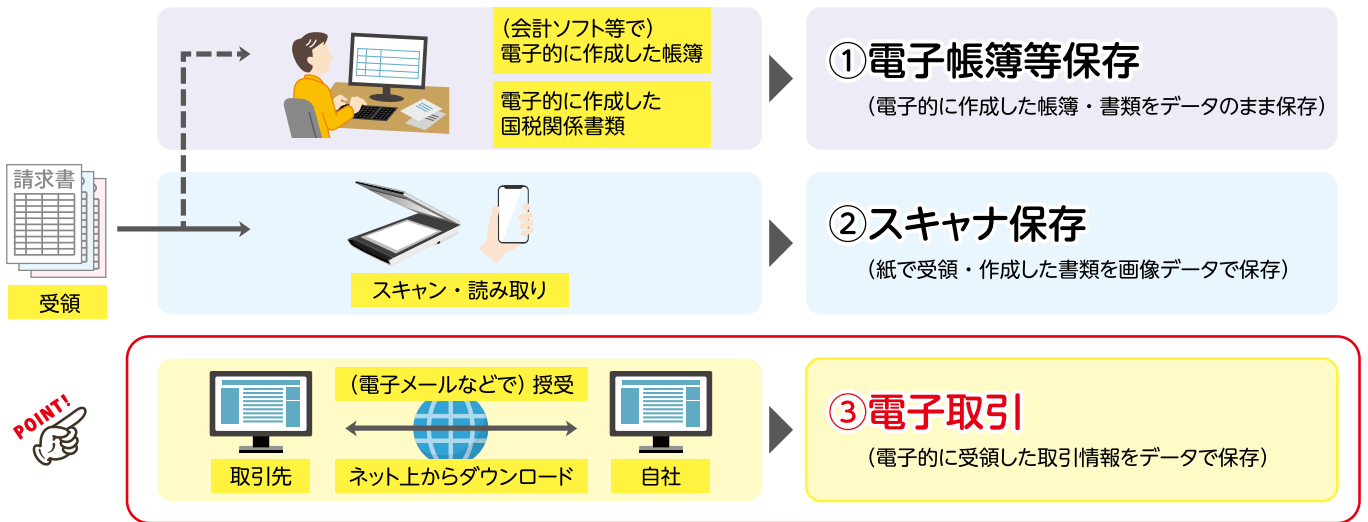 (会計ソフト等で)
電子的に作成した帳簿
電子的に作成した
国税関係書類
①電子帳簿等保存
(電子的に作成した帳簿・書類をデータのまま保存)
請求書
受領
スキャン・読み取り
②スキャナ保存
(紙で受領・作成した書類を画像データで保存)
POINT!
(電子メールなどで) 授受
取引先
ネット上からダウンロード
自社
③電子取引
(電子的に受領した取引情報をデータで保存)